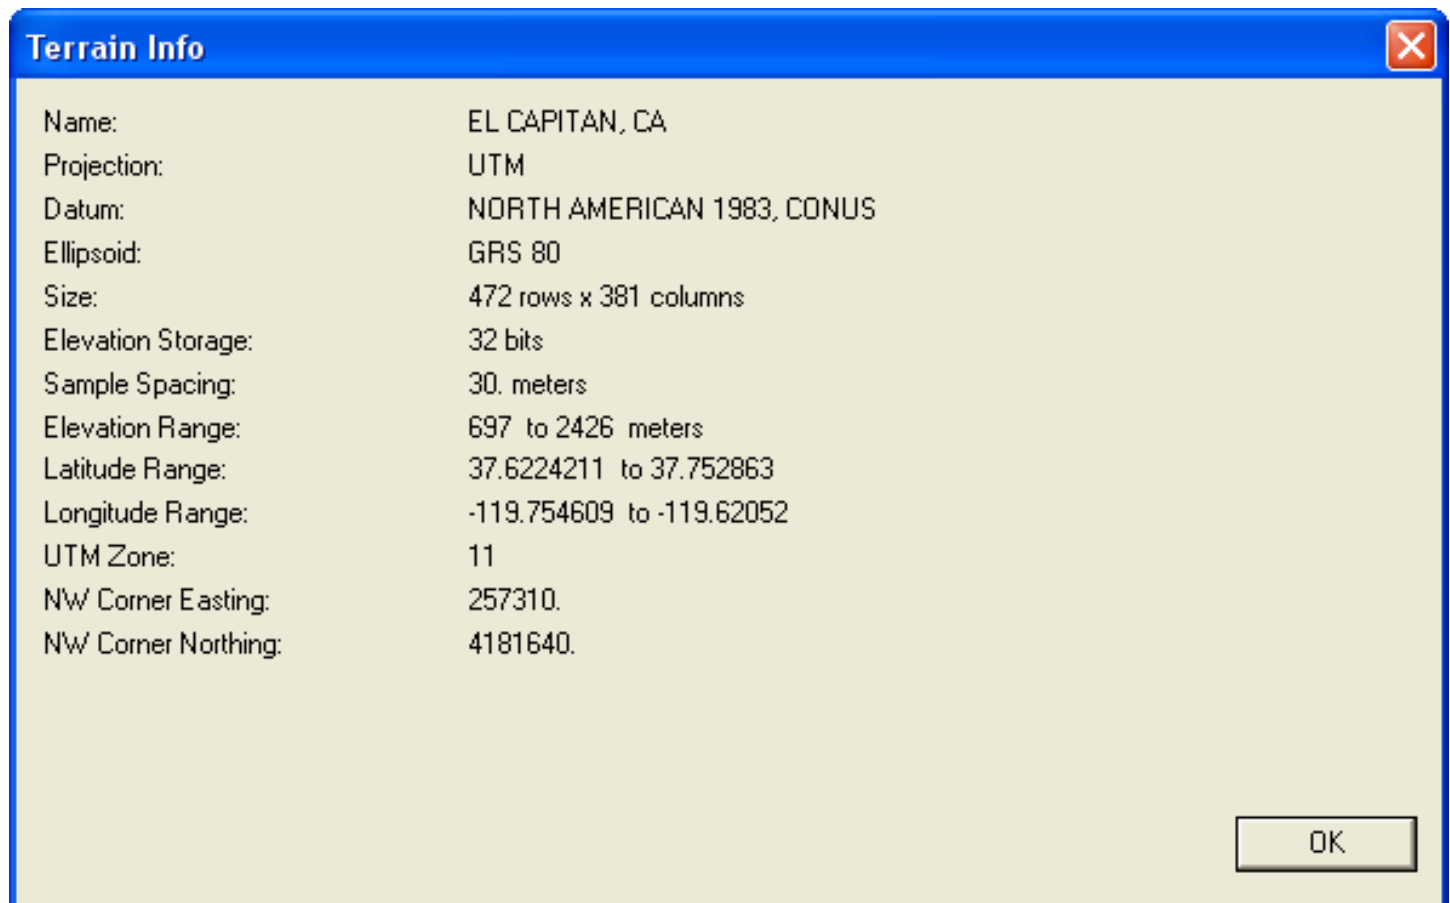 Terrain Info
Name: EL CAPITAN, CA
Projection: UTM
Datum: NORTH AMERICAN 1983, CONUS
Ellipsoid: GRS 80
Size: 472 rows x 381 columns
Elevation Storage: 32 bits
Sample Spacing: 30. meters
Elevation Range: 697 to 2426 meters
Latitude Range: 37.6224211 to 37.752863
Longitude Range: -119.754609 to -119.62052
UTM Zone: 11
NW Corner Easting: 257310.
NW Corner Northing: 4181640.
OK